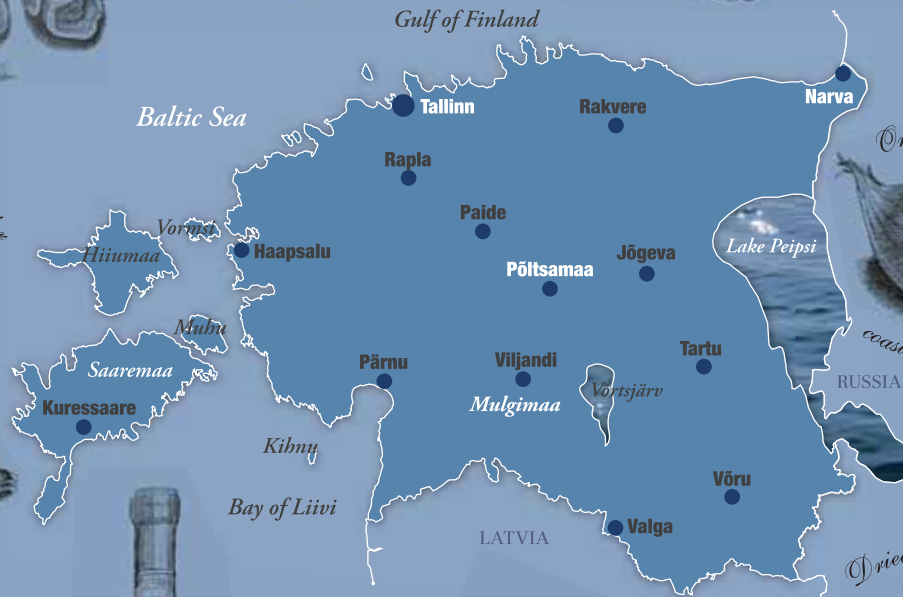 Gulf of Finland
Baltic Sea
Tallinn
Rakvere
Narva
Rapla
Paide
Vormsi
Hiiumaa
Haapsalu
Põltsamaa
Jõgeva
Lake Peipsi
Muhu
Saaremaa
Kuressaare
Pärnu
Viljandi
Mulgimaa
Vortsjärv
Tartu
RUSSIA
Kihnu
Bay of Liivi
LATVIA
Valga
Võru